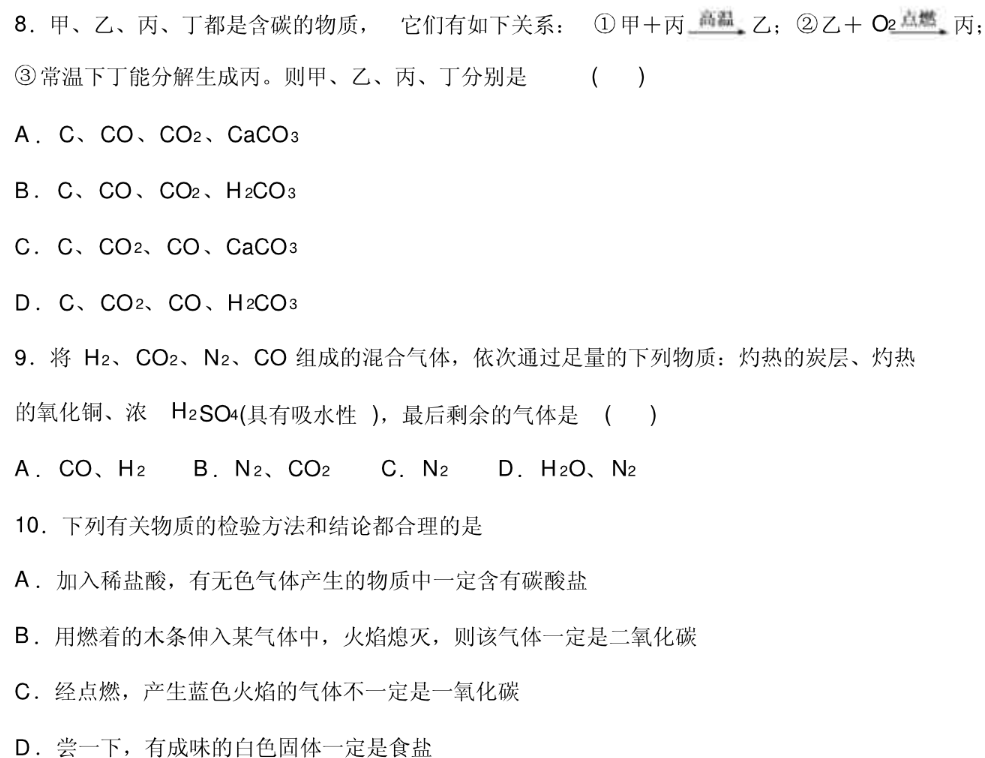 8．甲、乙、丙、丁都是含碳的物质，它们有如下关系：①甲＋丙 高温 乙；②乙＋ O2 点燃 丙；
③常温下丁能分解生成丙。则甲、乙、丙、丁分别是 ( )
A．C、CO、CO2、CaCO3
B．C、CO、CO2、H2CO3
C．C、CO2、CO、CaCO3
D．C、CO2、CO、H2CO3
9．将 H2、CO2、N2、CO 组成的混合气体，依次通过足量的下列物质：灼热的炭层、灼热
的氧化铜、浓 H2SO4(具有吸水性 )，最后剩余的气体是 ( )
A．CO、H2 B．N2、CO2 C．N2 D．H2O、N2
10．下列有关物质的检验方法和结论都合理的是
A．加入稀盐酸，有无色气体产生的物质中一定含有碳酸盐
B．用燃着的木条伸入某气体中，火焰熄灭，则该气体一定是二氧化碳
C．经点燃，产生蓝色火焰的气体不一定是一氧化碳
D．尝一下，有成味的白色固体一定是食盐